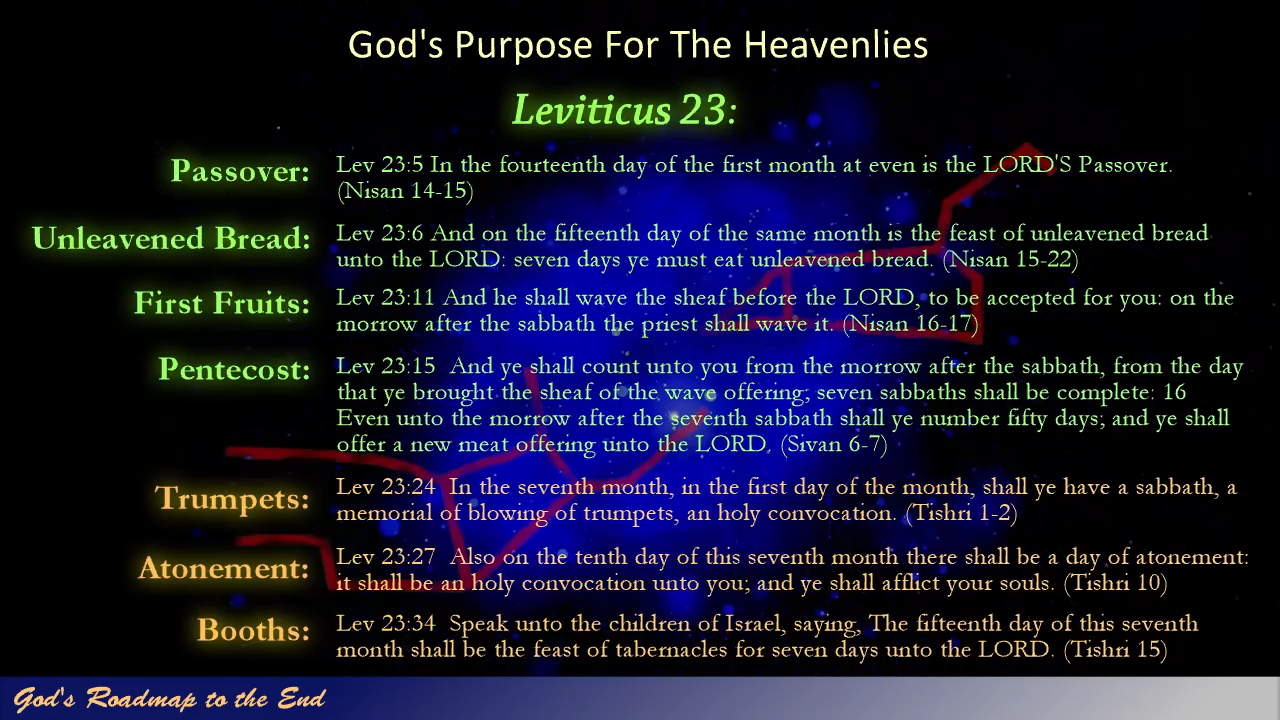 God's Purpose For The Heavenlies
Leviticus 23:
Passover:
Lev 23:5 In the fourteenth day of the first month at even is the LORD'S Passover.
(Nisan 14-15)
Unleavened Bread:
Lev 23:6 And on the fifteenth day of the same month is the feast of unleavened bread
unto the LORD: seven days ye must eat unleavened bread. (Nisan 15-22)
First Fruits:
Lev 23:11 And he shall wave the sheaf before the LORD, to be accepted for you: on the
morrow after the sabbath the priest shall wave it. (Nisan 16-17)
Pentecost:
Lev 23:15 And ye shall count unto you from the morrow after the sabbath, from the day
that ye brought the sheaf of the wave offering; seven sabbaths shall be complete: 16
Even unto the morrow after the seventh sabbath shall ye number fifty days; and ye shall
offer a new meat offering unto the LORD. (Sivan 6-7)
Trumpets:
Lev 23:24 In the seventh month, in the first day of the month, shall ye have a sabbath, a
memorial of blowing of trumpets, an holy convocation. (Tishri 1-2)
Atonement:
Lev 23:27 Also on the tenth day of this seventh month there shall be a day of atonement:
it shall be an holy convocation unto you; and ye shall afflict your souls. (Tishri 10)
Booths:
Lev 23:34 Speak unto the children of Israel, saying, The fifteenth day of this seventh
month shall be the feast of tabernacles for seven days unto the LORD. (Tishri 15)
God's Roadmap to the End